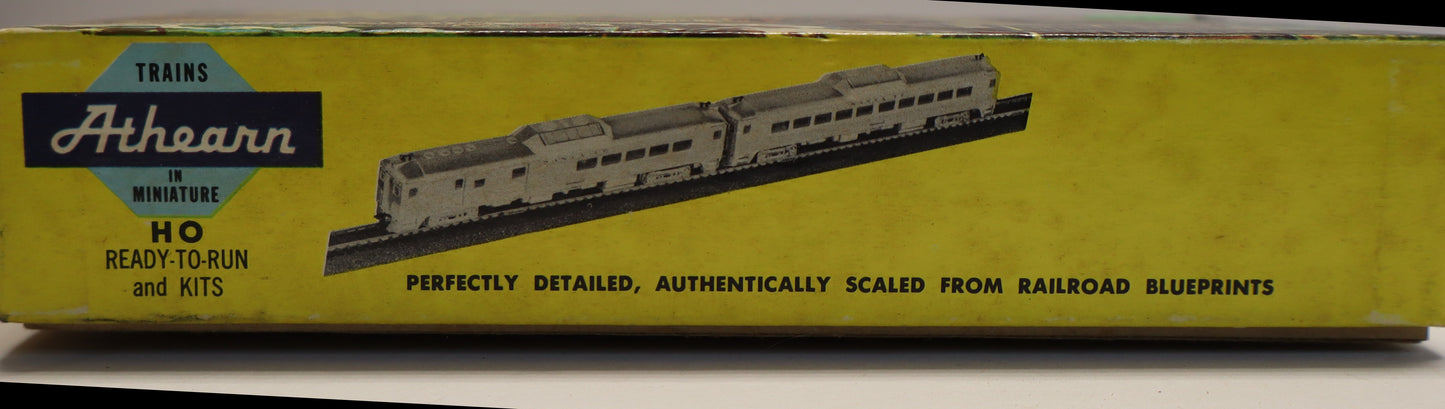 TRAINS
Athearn
IN
MINIATURE
HO
READY-TO-RUN
and KITS
PERFECTLY DETAILED, AUTHENTICALLY SCALED FROM RAILROAD BLUEPRINTS